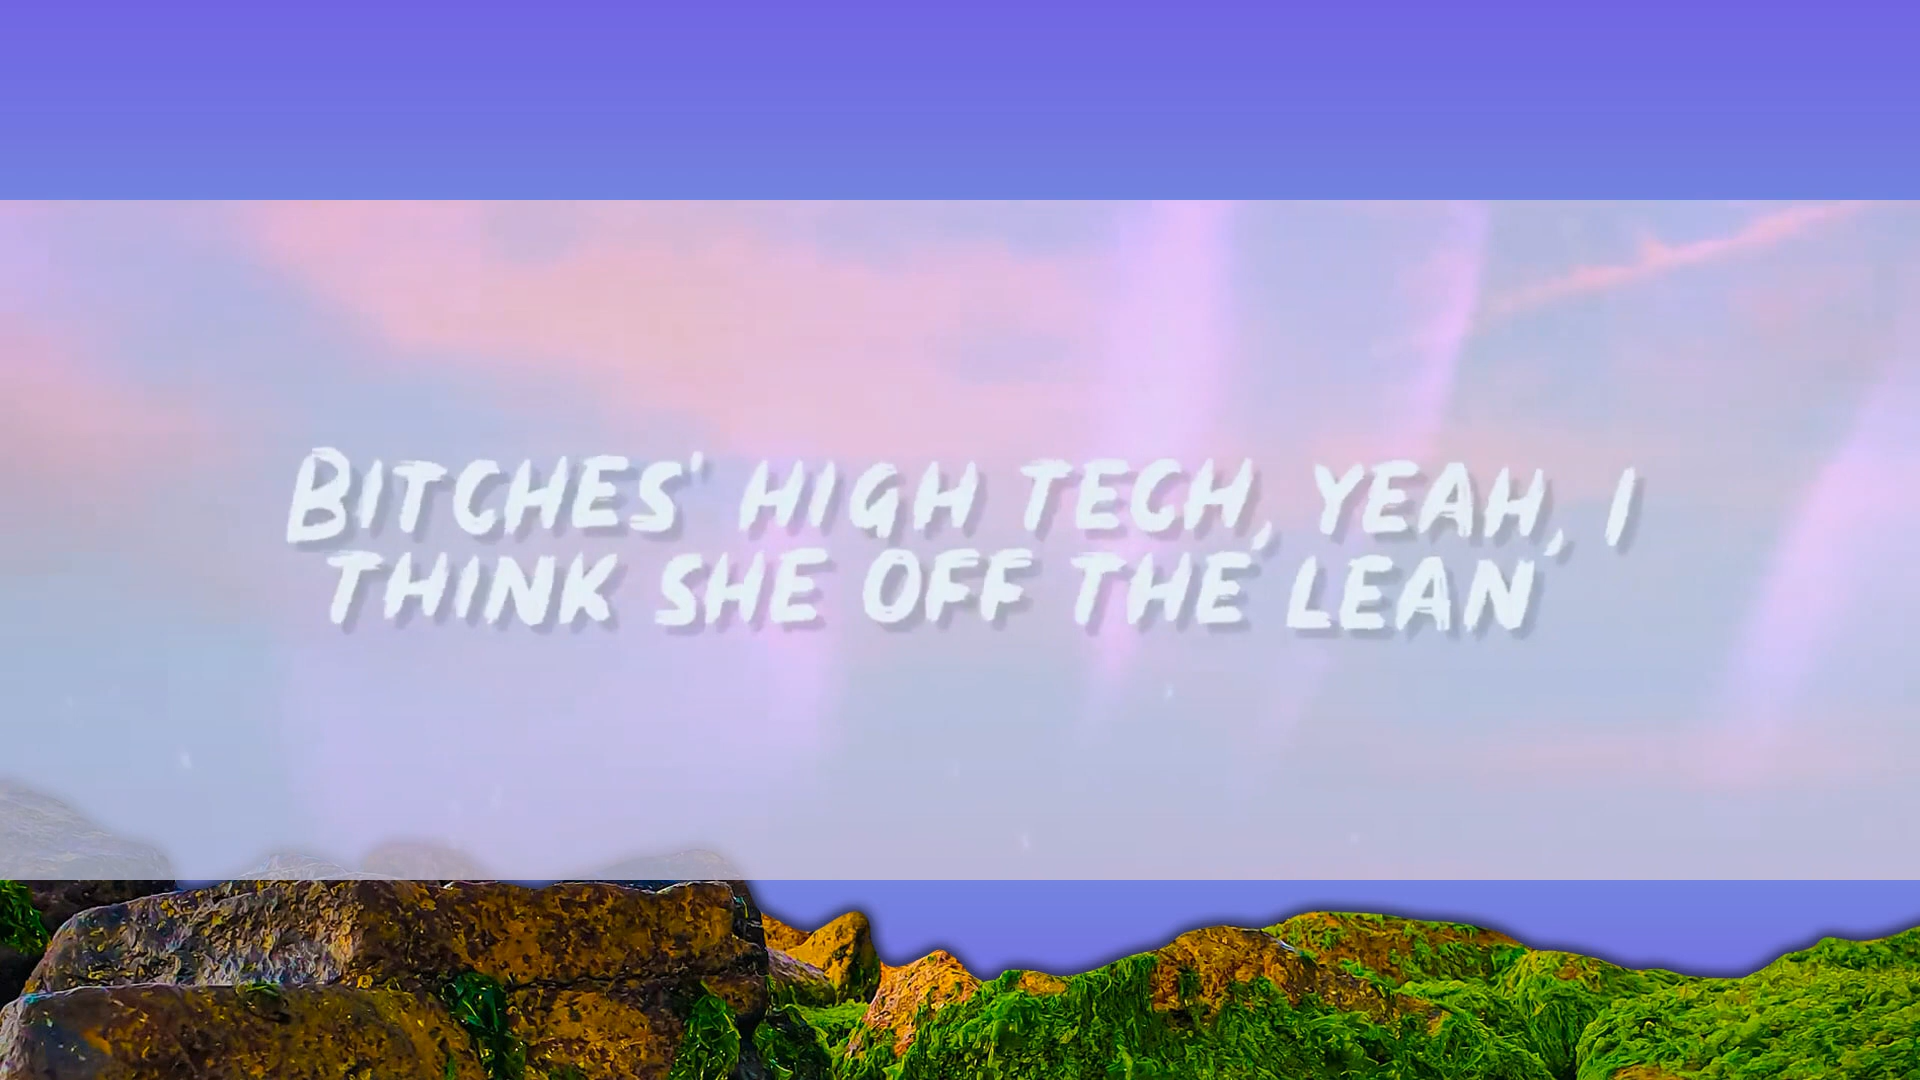 BITCHES' HIGH TECH, YEAH, I
THINK SHE OFF THE LEAN